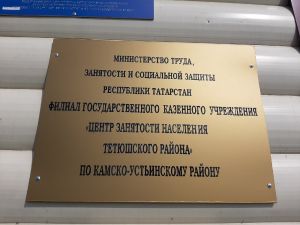 МИНИСТЕРСТВО ТРУДА,
ЗАНЯТОСТИ И СОЦИАЛЬНОЙ ЗАЩИТЫ
РЕСПУБЛИКИ ТАТАРСТАН
ФИЛИАЛ ГОСУДАРСТВЕННОГО КАЗЕННОГО УЧРЕЖДЕНИЯ
«ЦЕНТР ЗАНЯТОСТИ НАСЕЛЕНИЯ
ТЕТЮШСКОГО РАЙОНА»
ПО КАМСКО-УСТЬИНСКОМУ РАЙОНУ